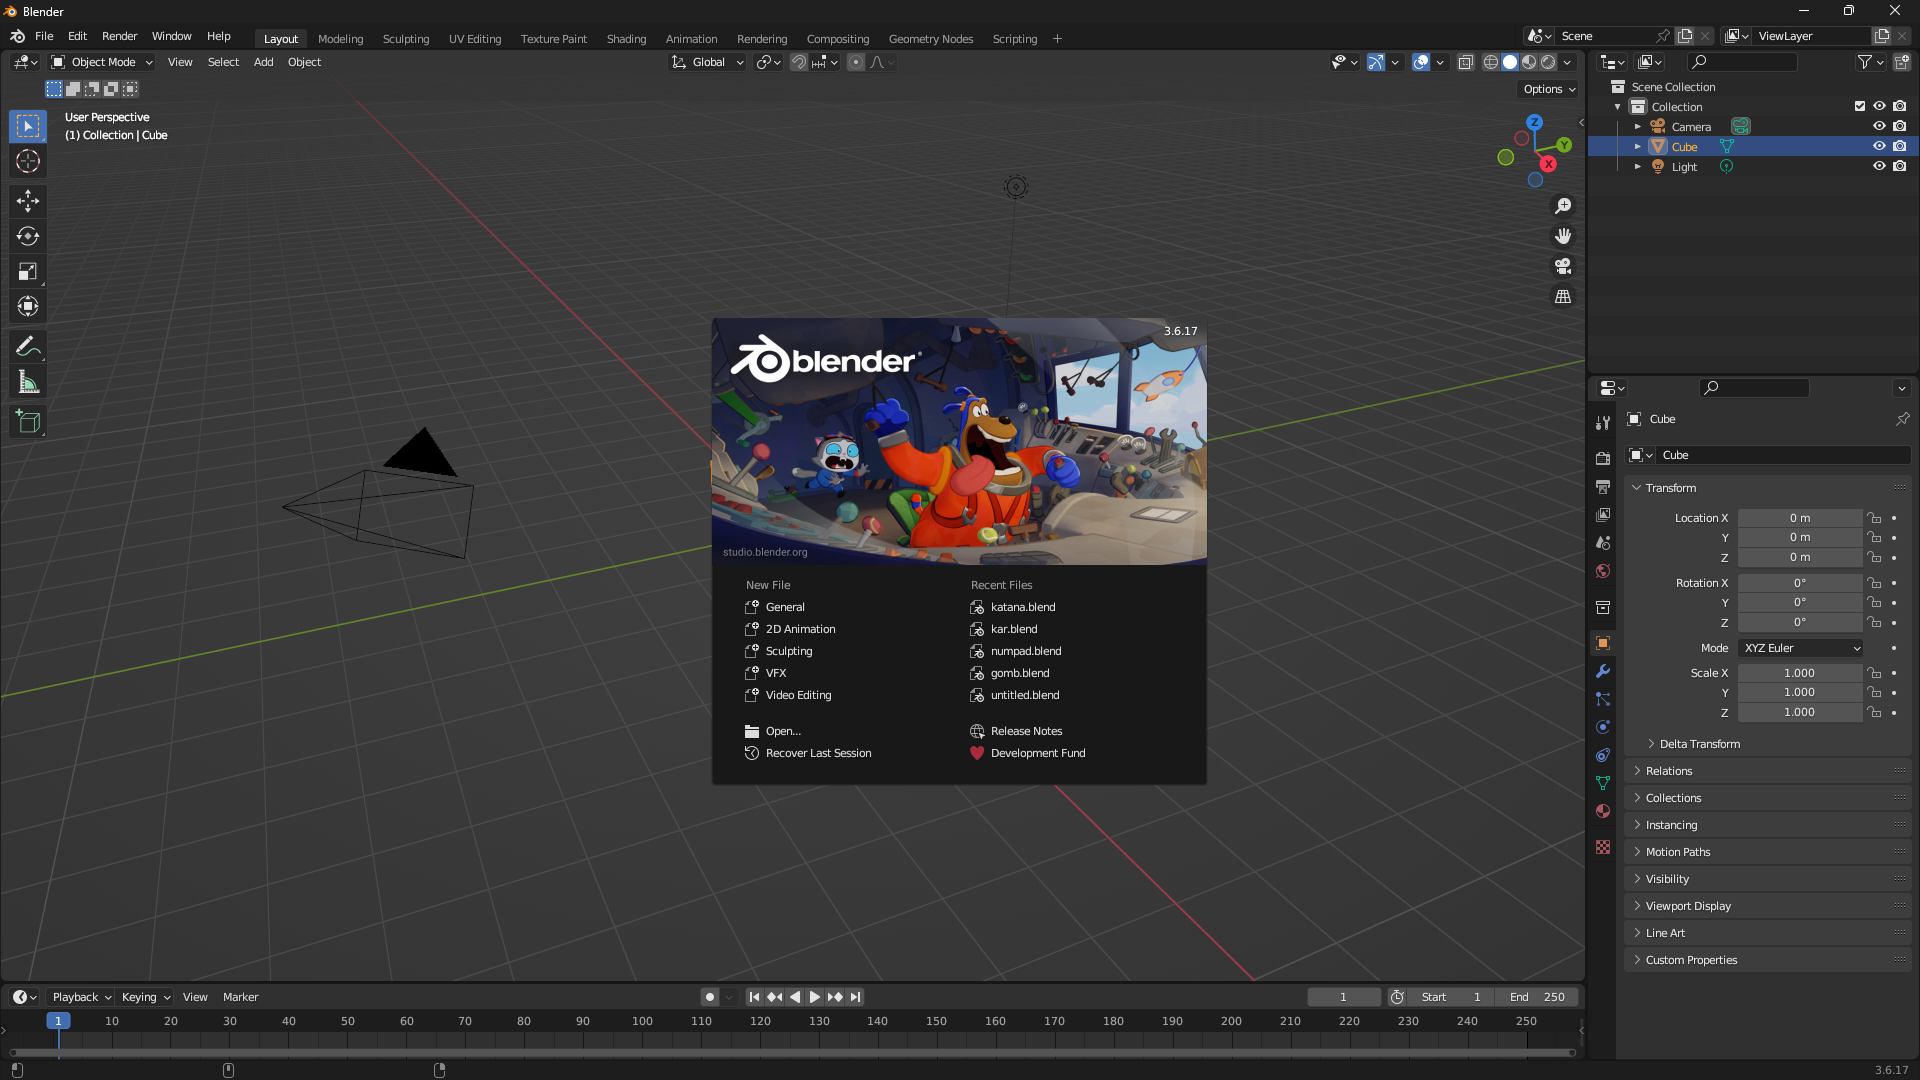 Blender
File Edit Render Window Help Layout Modeling Sculpting UV Editing Texture Paint Shading Animation Rendering Compositing Geometry Nodes Scripting + Scene ViewLayer
Object Mode View Select Add Object Global
Options
User Perspective
(1) Collection | Cube
Z
Y
X
Scene Collection
Collection
Camera
Cube
Light
3.6.17
blender
studio.blender.org
New File
General
2D Animation
Sculpting
VFX
Video Editing
Open...
Recover Last Session
Recent Files
katana.blend
kar.blend
numpad.blend
gomb.blend
untitled.blend
Release Notes
Development Fund
Cube
Cube
Transform
Location X 0 m
Y 0 m
Z 0 m
Rotation X 0°
Y 0°
Z 0°
Mode XYZ Euler
Scale X 1.000
Y 1.000
Z 1.000
Delta Transform
Relations
Collections
Instancing
Motion Paths
Visibility
Viewport Display
Line Art
Custom Properties
Playback Keying View Marker 1 Start 1 End 250
1 10 20 30 40 50 60 70 80 90 100 110 120 130 140 150 160 170 180 190 200 210 220 230 240 250
3.6.17